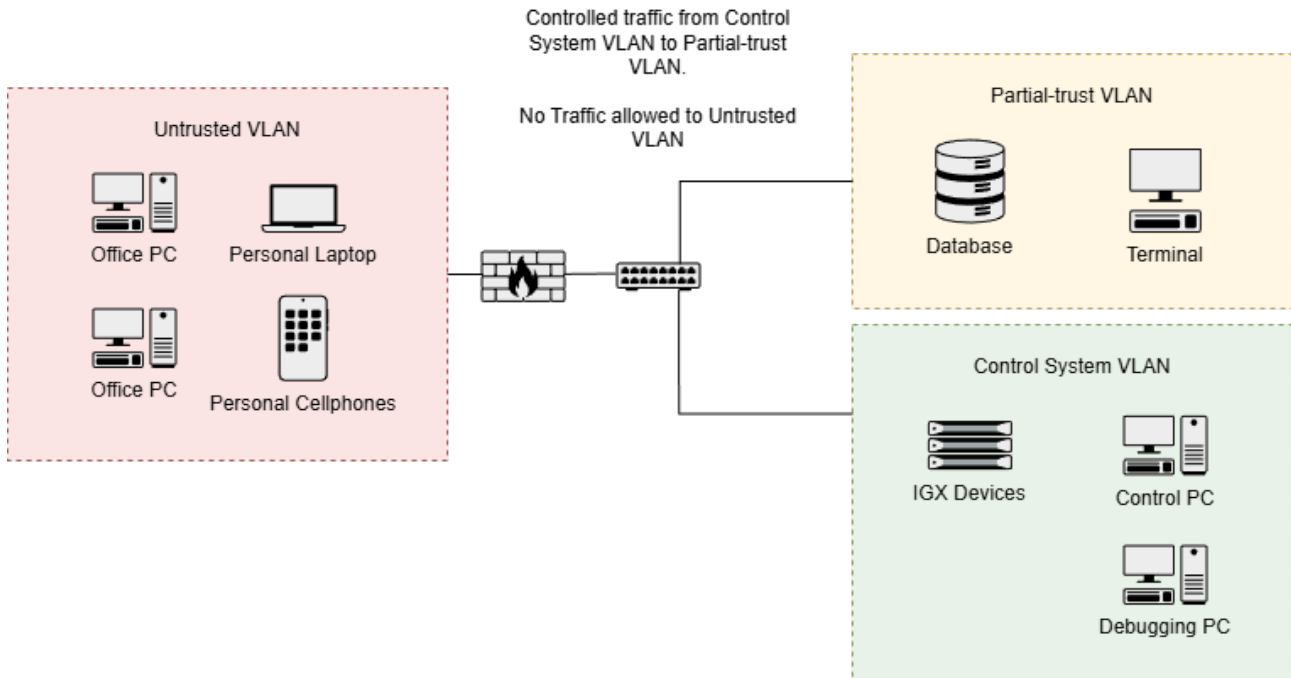 Controlled traffic from Control
System VLAN to Partial-trust
VLAN.
No Traffic allowed to Untrusted
VLAN
Untrusted VLAN
Office PC
Personal Laptop
Office PC
Personal Cellphones
Partial-trust VLAN
Database
Terminal
Control System VLAN
IGX Devices
Control PC
Debugging PC